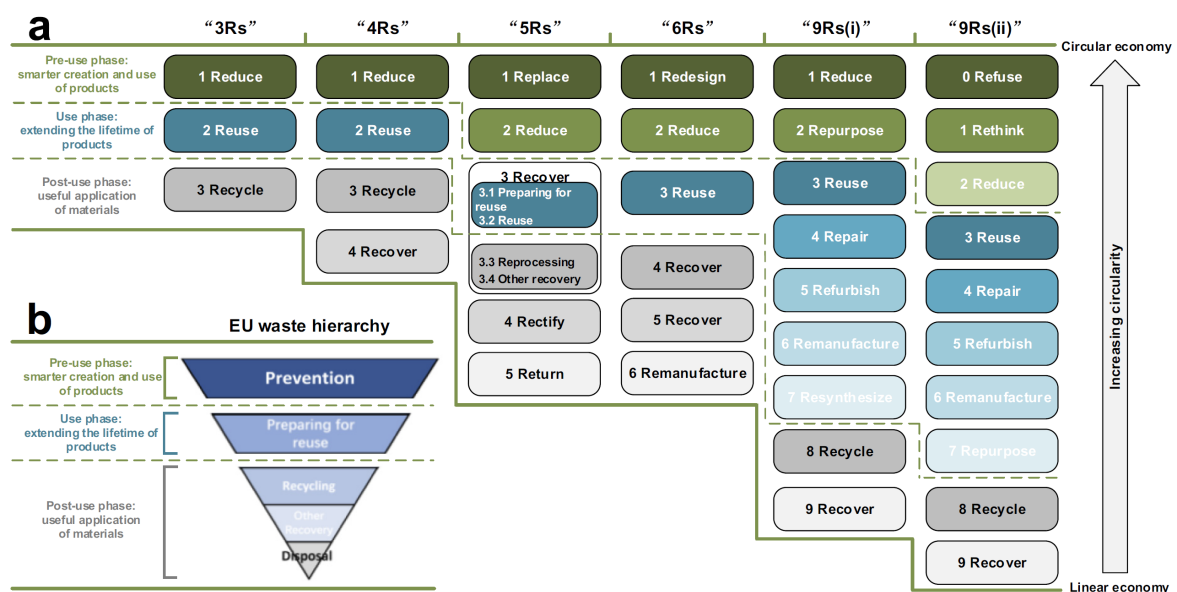 a
“3Rs”
“4Rs”
“5Rs”
“6Rs”
“9Rs(i)”
“9Rs(ii)”
Circular economy
Pre-use phase:
smarter creation and use
of products
1 Reduce
1 Reduce
1 Replace
1 Redesign
1 Reduce
0 Refuse
Use phase:
extending the lifetime of
products
2 Reuse
2 Reuse
2 Reduce
2 Reduce
2 Repurpose
1 Rethink
Post-use phase:
useful application
of materials
3 Recycle
3 Recycle
3 Recover
3.1 Preparing for
reuse
3.2 Reuse
3 Reuse
3 Reuse
2 Reduce
4 Recover
3.3 Reprocessing
3.4 Other recovery
4 Recover
4 Repair
3 Reuse
4 Rectify
5 Recover
5 Refurbish
4 Repair
5 Return
6 Remanufacture
6 Remanufacture
5 Refurbish
7 Resynthesize
6 Remanufacture
8 Recycle
7 Repurpose
9 Recover
8 Recycle
9 Recover
Increasing circularity
Linear economy
b
EU waste hierarchy
Pre-use phase:
smarter creation and use
of products
Prevention
Use phase:
extending the lifetime of
products
Preparing for
reuse
Post-use phase:
useful application
of materials
Recycling
Other
Recovery
Disposal